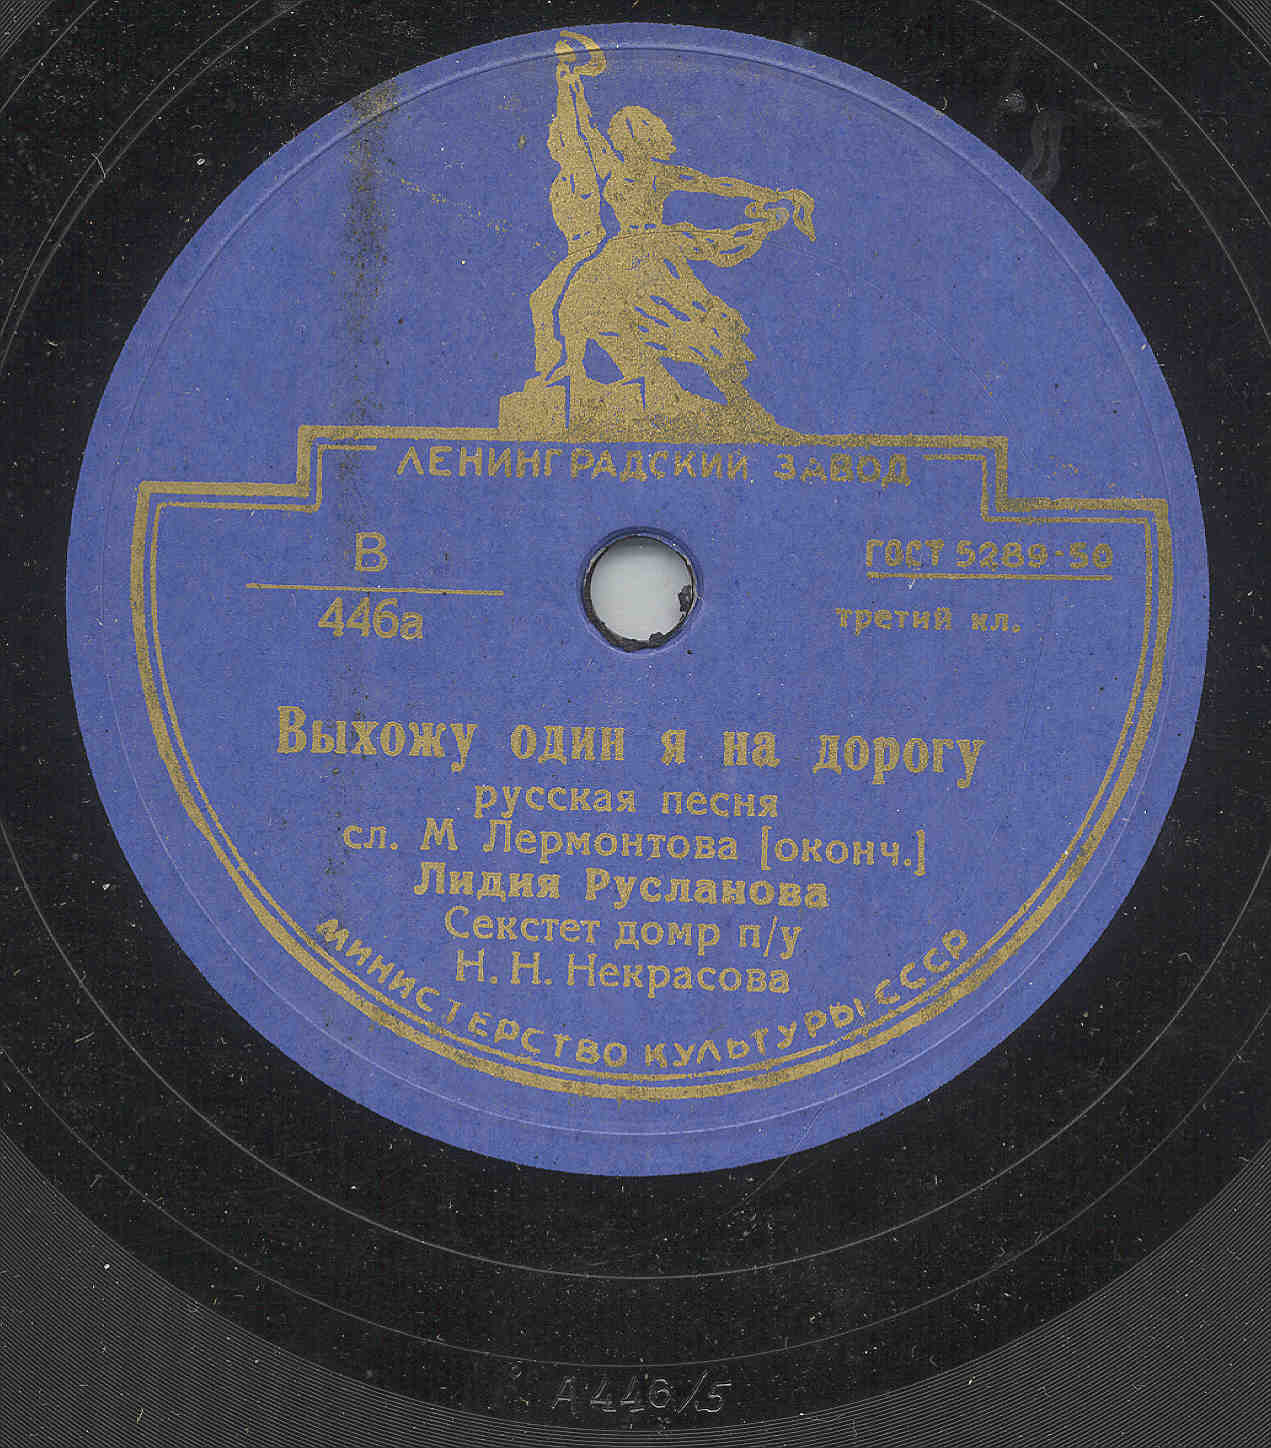 ЛЕНИНГРАДСКИЙ ЗАВОД
В
446а
ГОСТ 5289-50
третий кл.
Выхожу один я на дорогу
русская песня
сл. М Лермонтова [оконч.]
Лидия Русланова
Секстет домр п/у
Н. Н. Некрасова
МИНИСТЕРСТВО КУЛЬТУРЫ СССР
А446/5